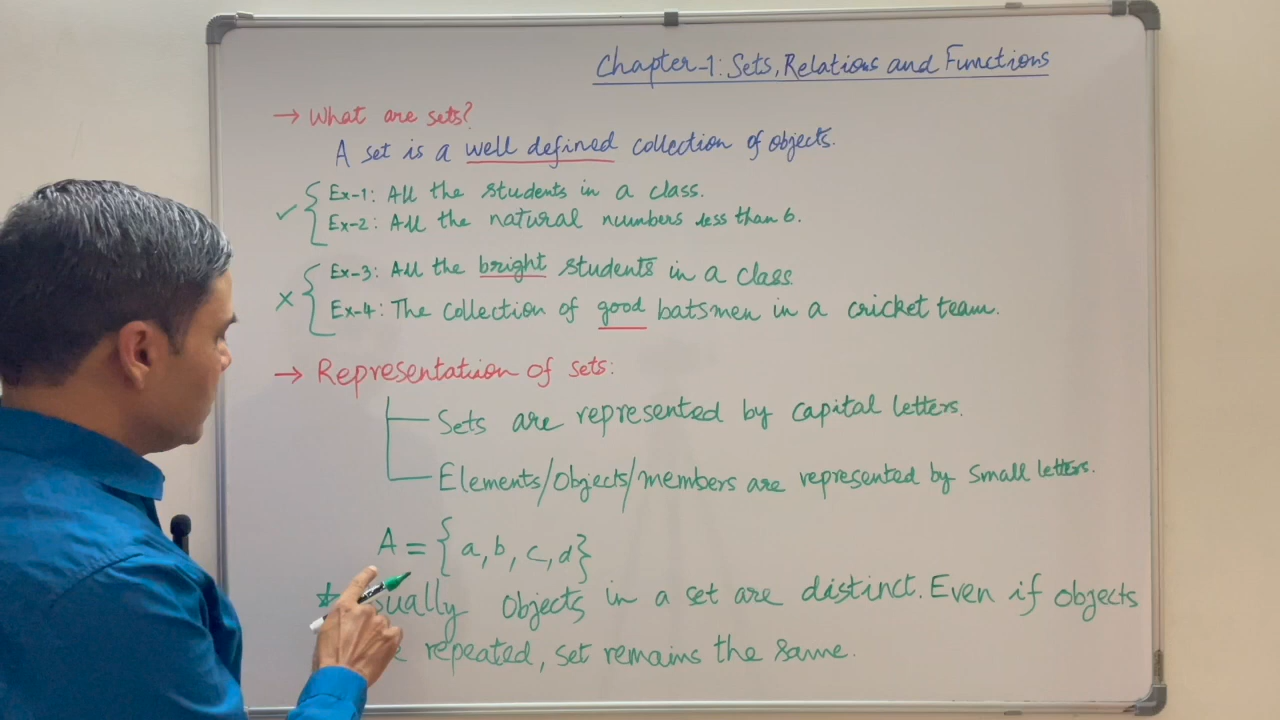 Chapter-1: Sets, Relations and Functions
→ What are sets?
A set is a well defined collection of objects.
✓ { Ex-1: All the students in a class.
Ex-2: All the natural numbers less than 6.
× { Ex-3: All the bright students in a class
Ex-4: The collection of good batsmen in a cricket team.
→ Representation of sets:
Sets are represented by capital letters.
Elements/Objects/members are represented by small letters.
A = {a, b, c, d}
sually objects in a set are distinct. Even if objects
repeated, set remains the same.